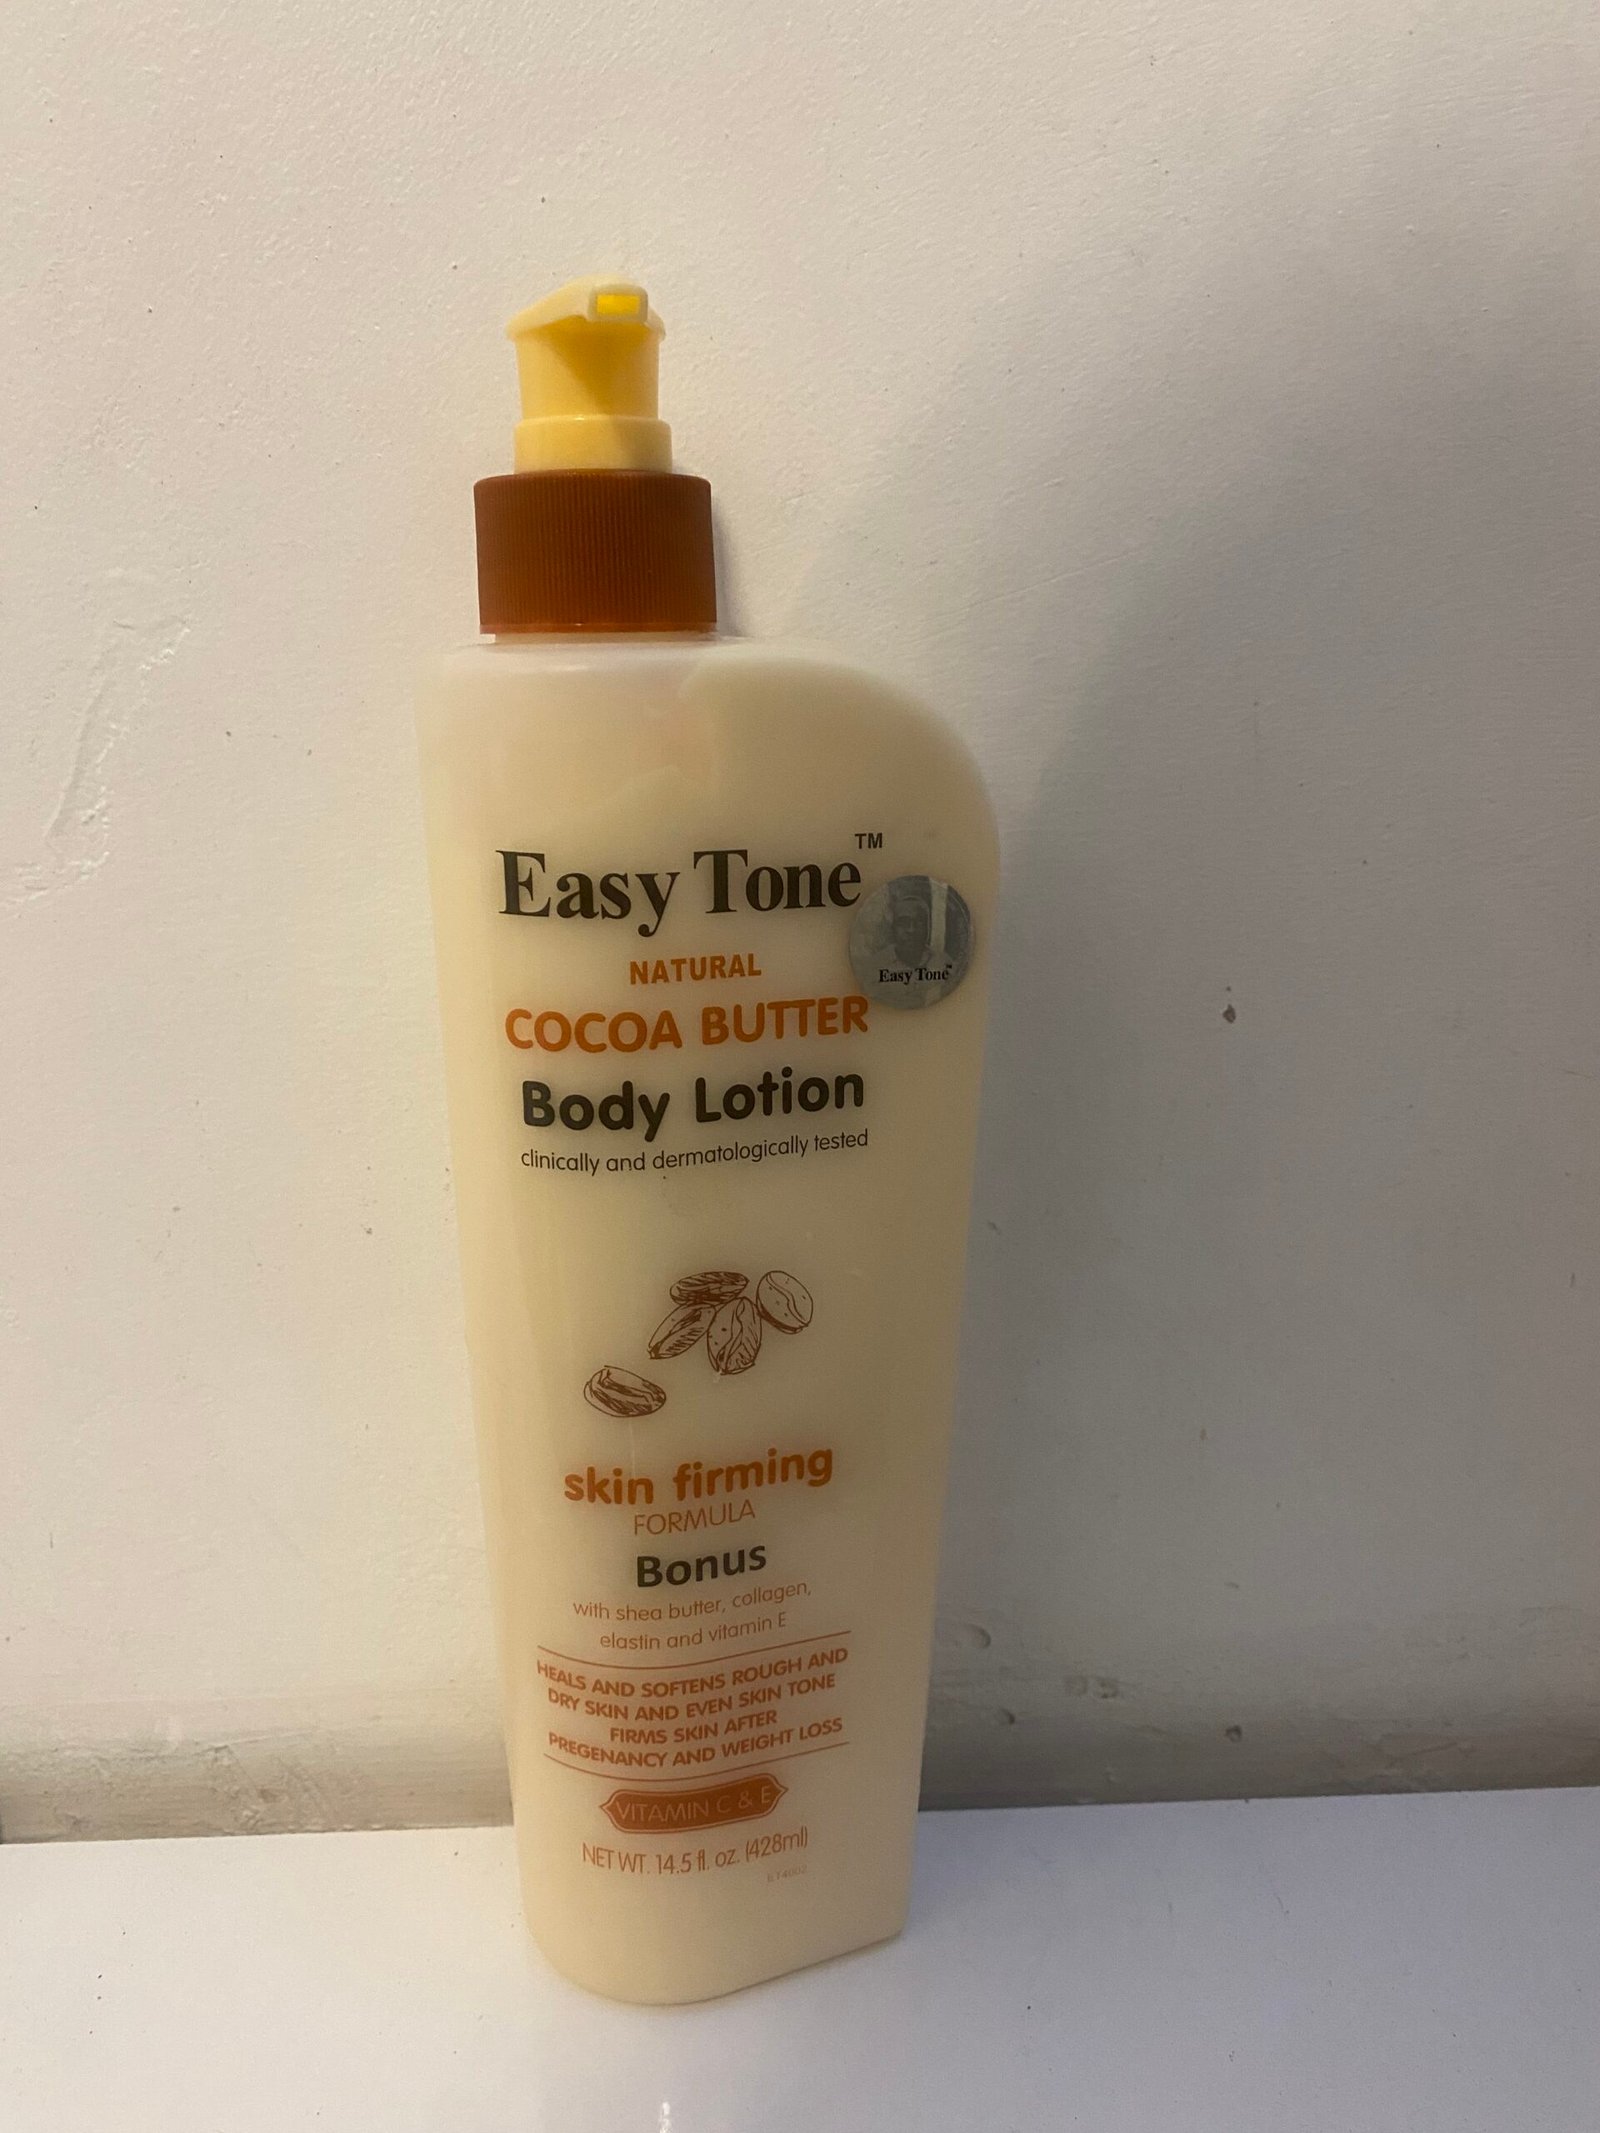 Easy Tone™
Easy Tone™
NATURAL
COCOA BUTTER
Body Lotion
clinically and dermatologically tested
skin firming
FORMULA
Bonus
with shea butter, collagen,
elastin and vitamin E
HEALS AND SOFTENS ROUGH AND
DRY SKIN AND EVEN SKIN TONE
FIRMS SKIN AFTER
PREGENANCY AND WEIGHT LOSS
VITAMIN C & E
NET WT. 14.5 fl. oz. (428ml)